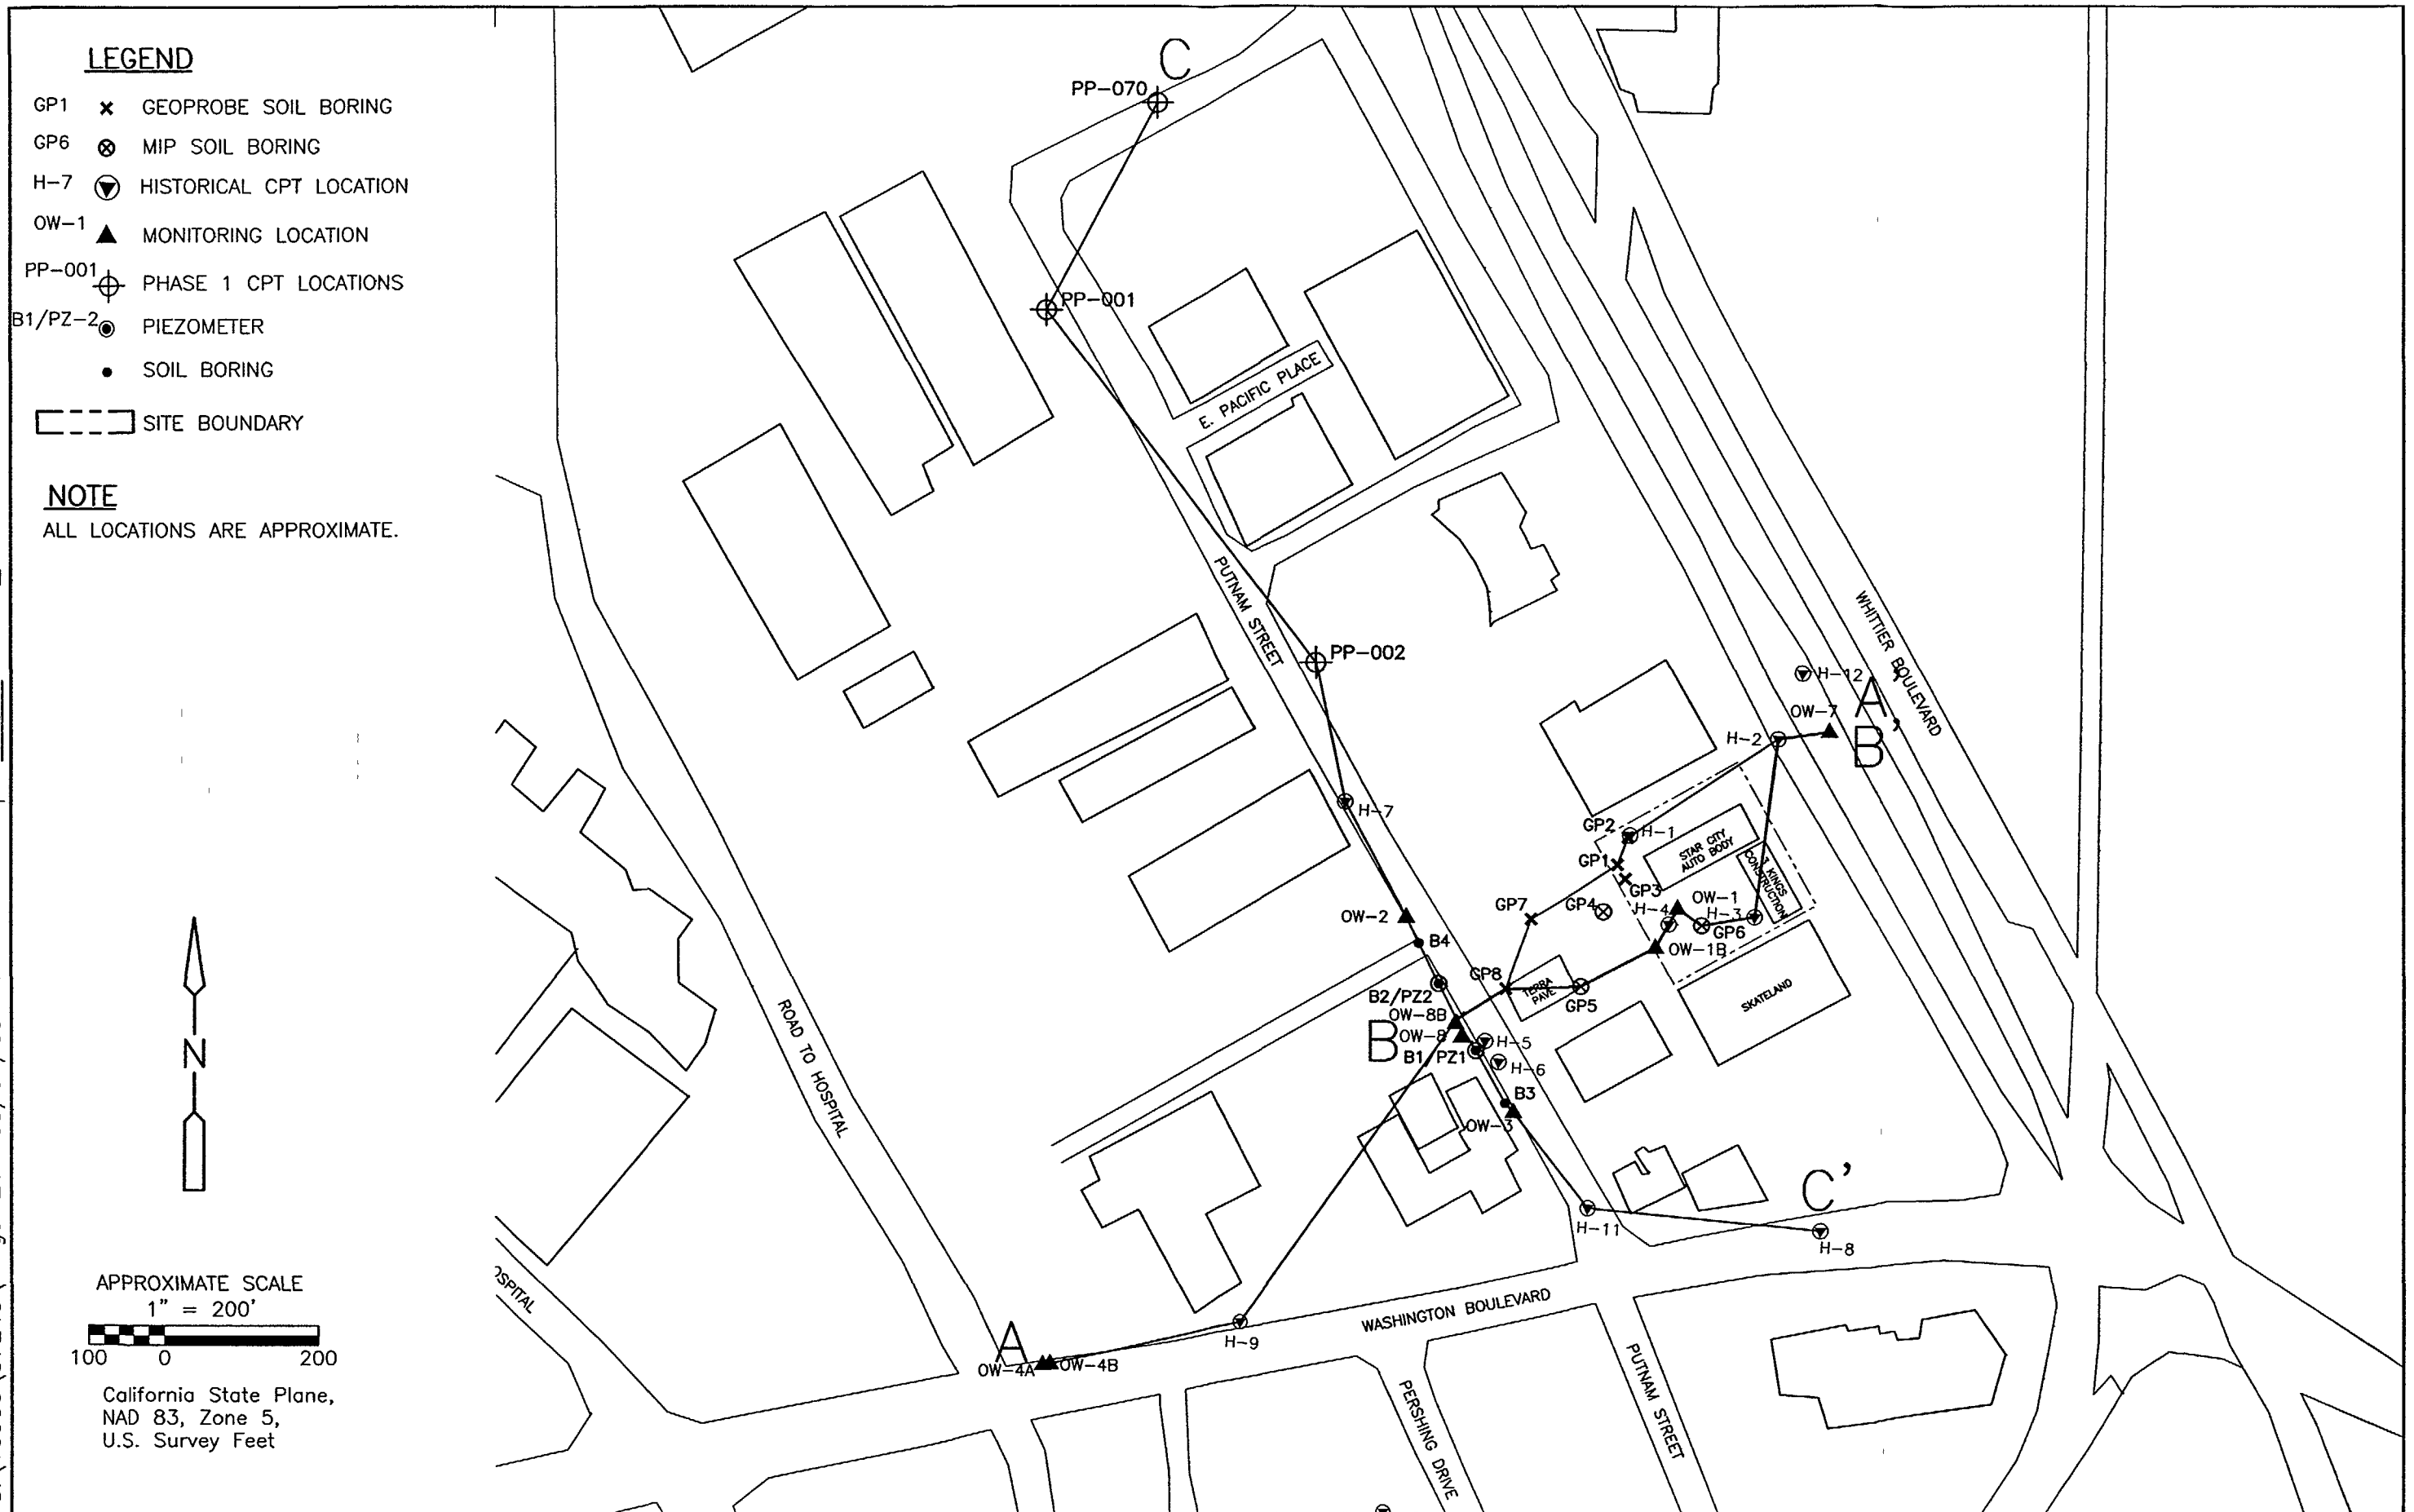 LEGEND
GP1 GEOPROBE SOIL BORING
GP6 MIP SOIL BORING
H-7 HISTORICAL CPT LOCATION
OW-1 MONITORING LOCATION
PP-001 PHASE 1 CPT LOCATIONS
B1/PZ-2 PIEZOMETER
SOIL BORING
SITE BOUNDARY
NOTE
ALL LOCATIONS ARE APPROXIMATE.
N
APPROXIMATE SCALE
1" = 200'
100 0 200
California State Plane,
NAD 83, Zone 5,
U.S. Survey Feet
C
PP-070
PP-001
E. PACIFIC PLACE
PUTNAM STREET
PP-002
WHITTIER BOULEVARD
H-12
A'
OW-7
B'
H-2
H-7
GP2
H-1
STAR CITY
AUTO BODY
GP1
3 KINGS
CONSTRUCTION
GP3
OW-1
GP7
GP4
H-4
H-3
OW-2
GP6
B4
OW-1B
GP8
TERRA
PAVE
GP5
SKATELAND
B2/PZ2
OW-8B
B
OW-8
H-5
B1/PZ1
H-6
B3
OW-3
ROAD TO HOSPITAL
C'
H-11
H-8
OSPITAL
WASHINGTON BOULEVARD
A
H-9
OW-4A
OW-4B
PERSHING DRIVE
PUTNAM STREET